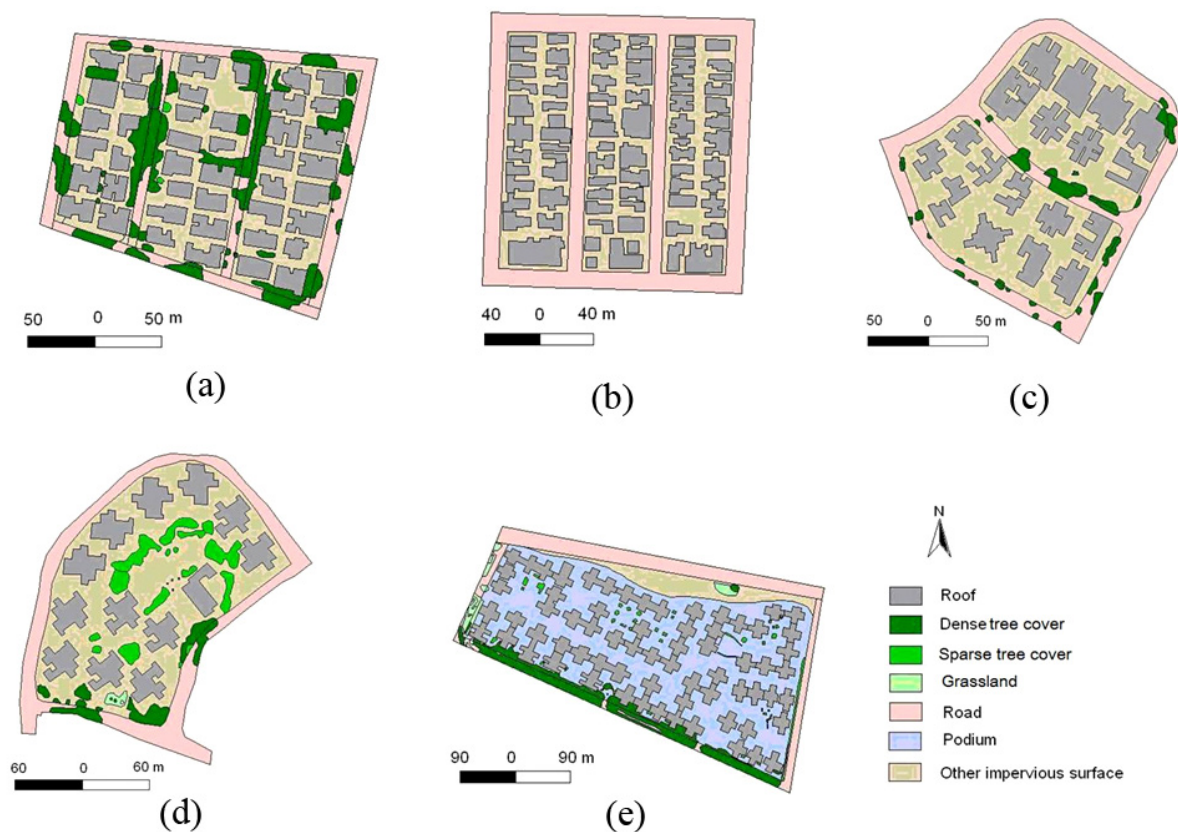 50 0 50 m
(a)
40 0 40 m
(b)
50 0 50 m
(c)
60 0 60 m
(d)
90 0 90 m
(e)
N
Roof
Dense tree cover
Sparse tree cover
Grassland
Road
Podium
Other impervious surface